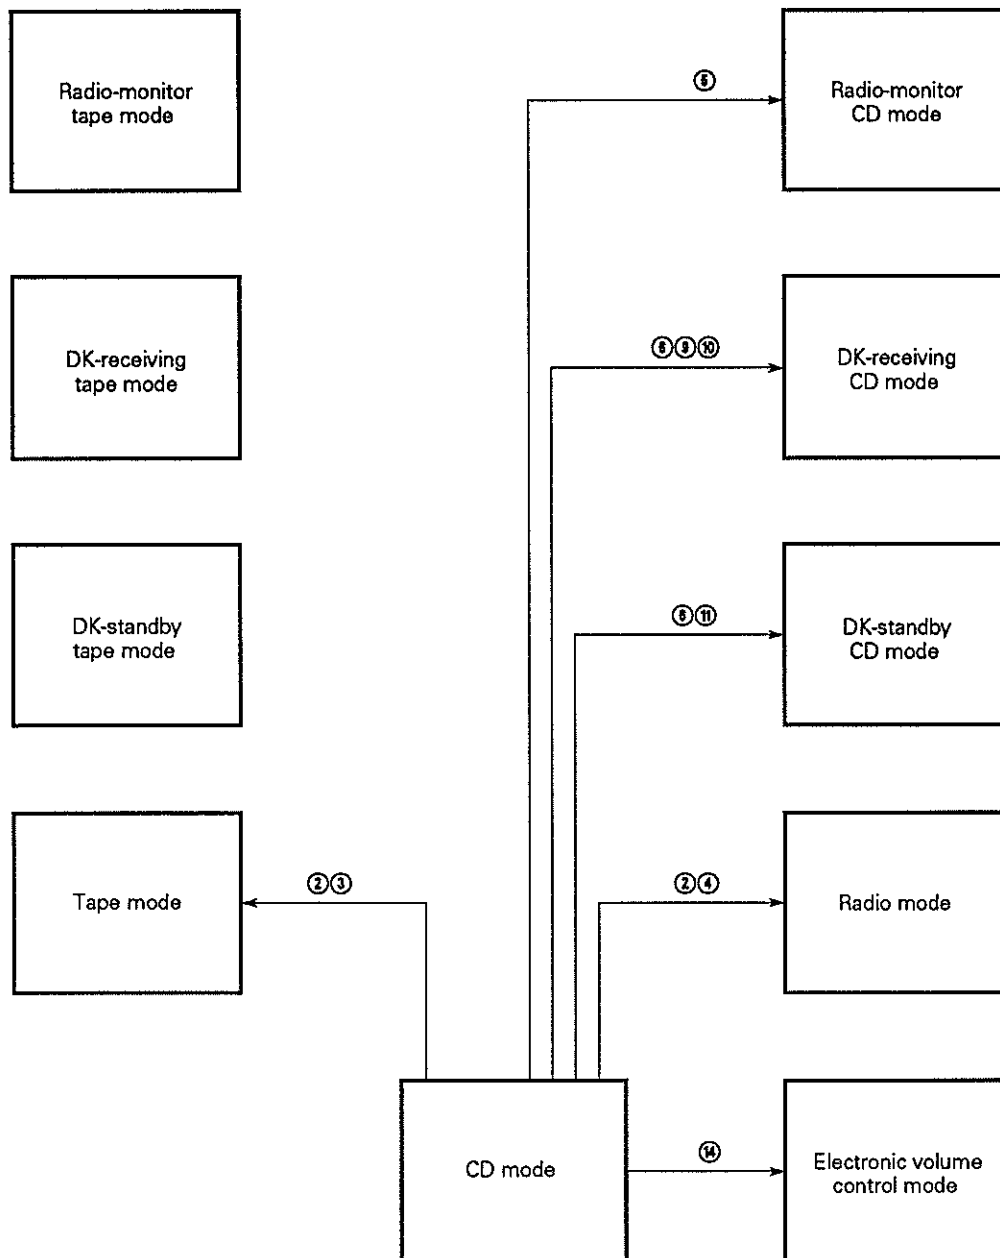 Radio-monitor
tape mode
⑤
Radio-monitor
CD mode
DK-receiving
tape mode
⑨⑩
DK-receiving
CD mode
DK-standby
tape mode
⑪
DK-standby
CD mode
Tape mode
②③
②④
Radio mode
CD mode
⑭
Electronic volume
control mode